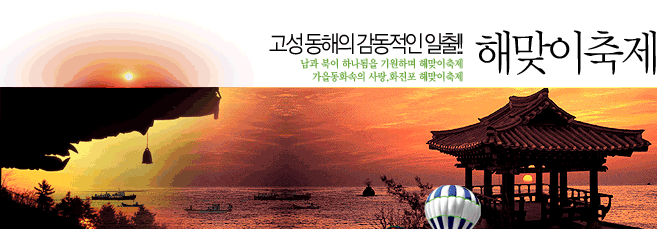 고성 동해의 감동적인 일출!!
남과 북이 하나됨을 기원하며 해맞이축제
가을동화속의 사랑,화진포 해맞이축제
해맞이축제